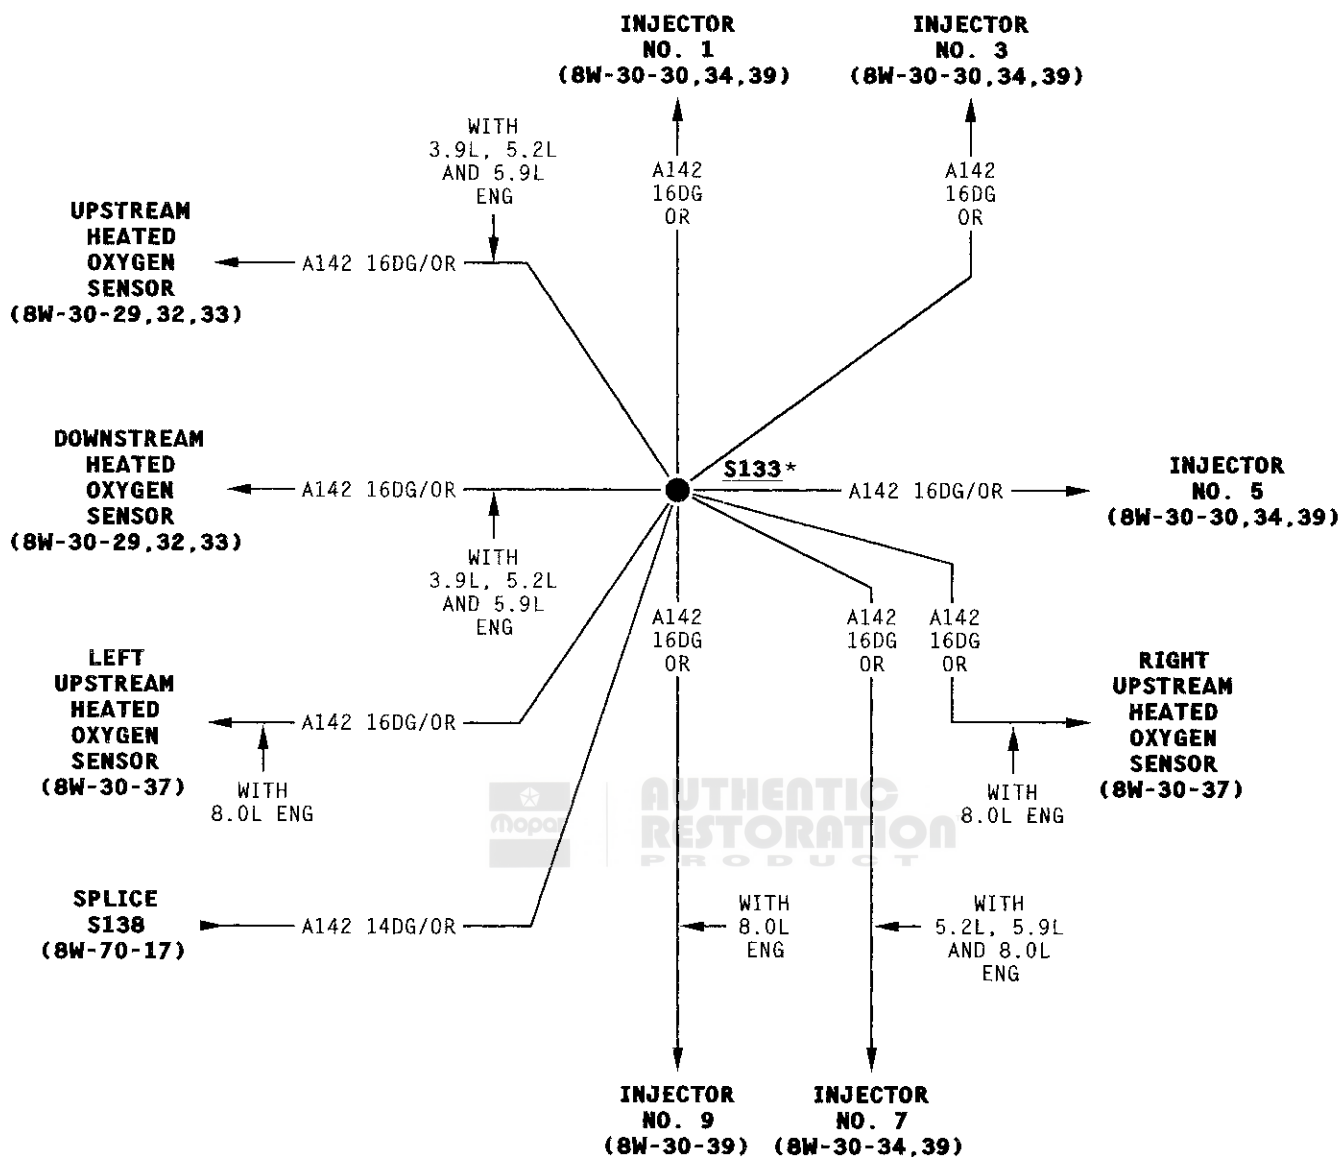 INJECTOR
NO. 1
(8W-30-30,34,39)
INJECTOR
NO. 3
(8W-30-30,34,39)
WITH
3.9L, 5.2L
AND 5.9L
ENG
A142
16DG
OR
A142
16DG
OR
UPSTREAM
HEATED
OXYGEN
SENSOR
(8W-30-29,32,33)
A142 16DG/OR
DOWNSTREAM
HEATED
OXYGEN
SENSOR
(8W-30-29,32,33)
A142 16DG/OR
WITH
3.9L, 5.2L
AND 5.9L
ENG
S133*
A142 16DG/OR
INJECTOR
NO. 5
(8W-30-30,34,39)
A142
16DG
OR
A142
16DG
OR
A142
16DG
OR
LEFT
UPSTREAM
HEATED
OXYGEN
SENSOR
(8W-30-37)
A142 16DG/OR
WITH
8.0L ENG
RIGHT
UPSTREAM
HEATED
OXYGEN
SENSOR
(8W-30-37)
WITH
8.0L ENG
Mopar
AUTHENTIC
RESTORATION
PRODUCT
SPLICE
S138
(8W-70-17)
A142 14DG/OR
WITH
8.0L
ENG
WITH
5.2L, 5.9L
AND 8.0L
ENG
INJECTOR
NO. 9
(8W-30-39)
INJECTOR
NO. 7
(8W-30-34,39)